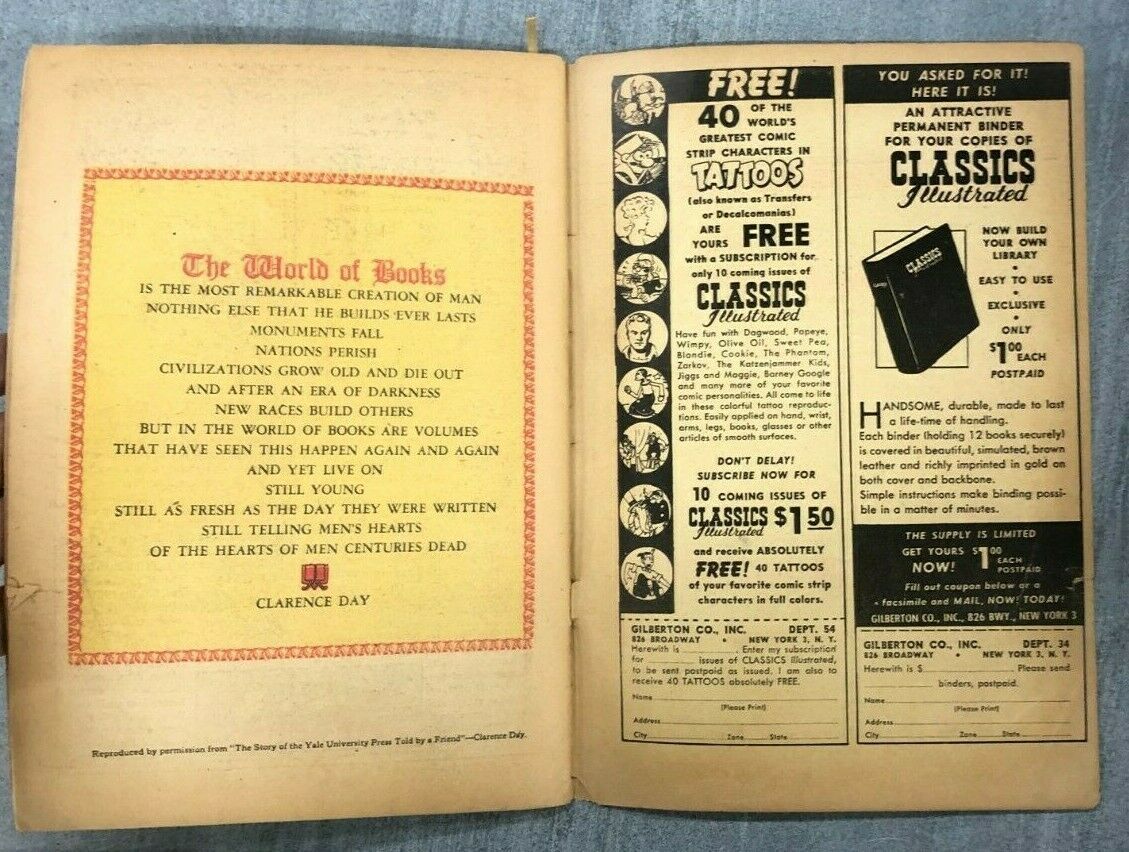 The World of Books
IS THE MOST REMARKABLE CREATION OF MAN
NOTHING ELSE THAT HE BUILDS EVER LASTS
MONUMENTS FALL
NATIONS PERISH
CIVILIZATIONS GROW OLD AND DIE OUT
AND AFTER AN ERA OF DARKNESS
NEW RACES BUILD OTHERS
BUT IN THE WORLD OF BOOKS ARE VOLUMES
THAT HAVE SEEN THIS HAPPEN AGAIN AND AGAIN
AND YET LIVE ON
STILL YOUNG
STILL AS FRESH AS THE DAY THEY WERE WRITTEN
STILL TELLING MEN'S HEARTS
OF THE HEARTS OF MEN CENTURIES DEAD
CLARENCE DAY
Reproduced by permission from "The Story of the Yale University Press Told by a Friend"—Clarence Day.
FREE!
40 OF THE
WORLD'S
GREATEST COMIC
STRIP CHARACTERS IN
TATTOOS
(also known as Transfers
or Decalcomanias)
ARE
YOURS FREE
with a SUBSCRIPTION for
only 10 coming issues of
CLASSICS
Illustrated
Have fun with Dagwood, Popeye,
Wimpy, Olive Oil, Sweet Pea,
Blondie, Cookie, The Phantom,
Zarkov, The Katzenjammer Kids,
Jiggs and Maggie, Barney Google
and many more of your favorite
comic personalities. All come to life
in these colorful tattoo reproduc-
tions. Easily applied on hand, wrist,
arms, legs, books, glasses or other
articles of smooth surfaces.
DON'T DELAY!
SUBSCRIBE NOW FOR
10 COMING ISSUES OF
CLASSICS Illustrated $1.50
and receive ABSOLUTELY
FREE! 40 TATTOOS
of your favorite comic strip
characters in full colors.
GILBERTON CO., INC. DEPT. 54
826 BROADWAY NEW YORK 3, N. Y.
Herewith is Enter my subscription
for issues of CLASSICS Illustrated,
to be sent postpaid as issued. I am also to
receive 40 TATTOOS absolutely FREE.
Name
(Please Print)
Address
City Zone State
YOU ASKED FOR IT!
HERE IT IS!
AN ATTRACTIVE
PERMANENT BINDER
FOR YOUR COPIES OF
CLASSICS
Illustrated
CLASSICS
NOW BUILD
YOUR OWN
LIBRARY
•
EASY TO USE
•
EXCLUSIVE
•
ONLY
$1.00 EACH
POSTPAID
HANDSOME, durable, made to last
a life-time of handling.
Each binder (holding 12 books securely)
is covered in beautiful, simulated, brown
leather and richly imprinted in gold on
both cover and backbone.
Simple instructions make binding possi-
ble in a matter of minutes.
THE SUPPLY IS LIMITED
GET YOURS NOW! $1.00 EACH POSTPAID
Fill out coupon below or a
facsimile and MAIL, NOW! TODAY!
GILBERTON CO., INC., 826 BWY., NEW YORK 3
GILBERTON CO., INC. DEPT. 34
826 BROADWAY • NEW YORK 3, N. Y.
Herewith is $ Please send
binders, postpaid.
Name
(Please Print)
Address
City Zone State